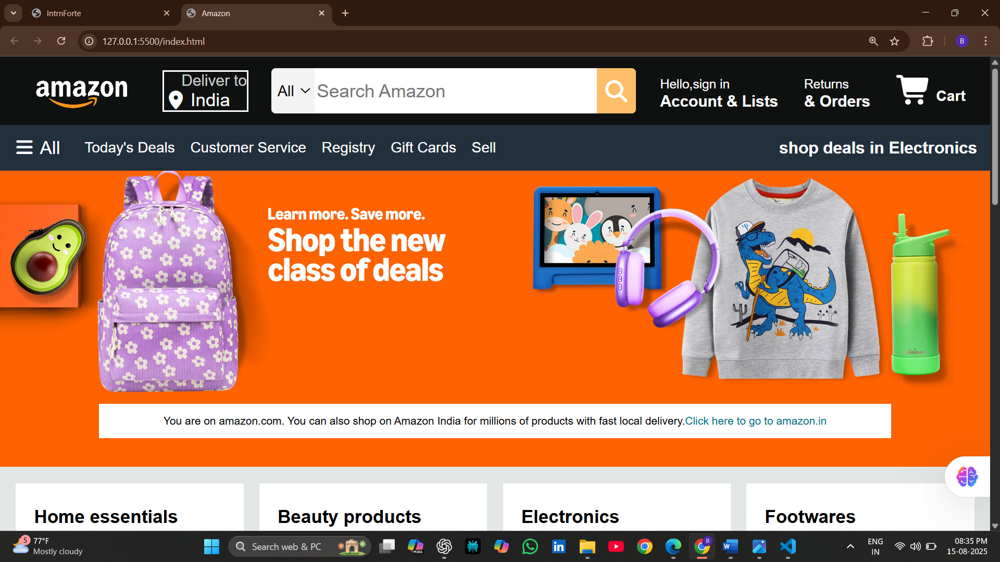 IntrnForte
Amazon
127.0.0.1:5500/index.html
B
amazon
Deliver to
India
All
Search Amazon
Hello,sign in
Account & Lists
Returns
& Orders
Cart
All
Today's Deals
Customer Service
Registry
Gift Cards
Sell
shop deals in Electronics
Learn more. Save more.
Shop the new
class of deals
You are on amazon.com. You can also shop on Amazon India for millions of products with fast local delivery.Click here to go to amazon.in
Home essentials
Beauty products
Electronics
Footwares
5
77°F
Mostly cloudy
Search web & PC
M365
in
B
W
ENG
IN
08:35 PM
15-08-2025